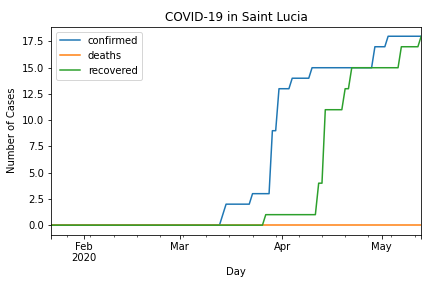 COVID-19 in Saint Lucia
confirmed
deaths
recovered
17.5
15.0
12.5
10.0
7.5
5.0
2.5
0.0
Number of Cases
Feb Mar Apr May
2020
Day